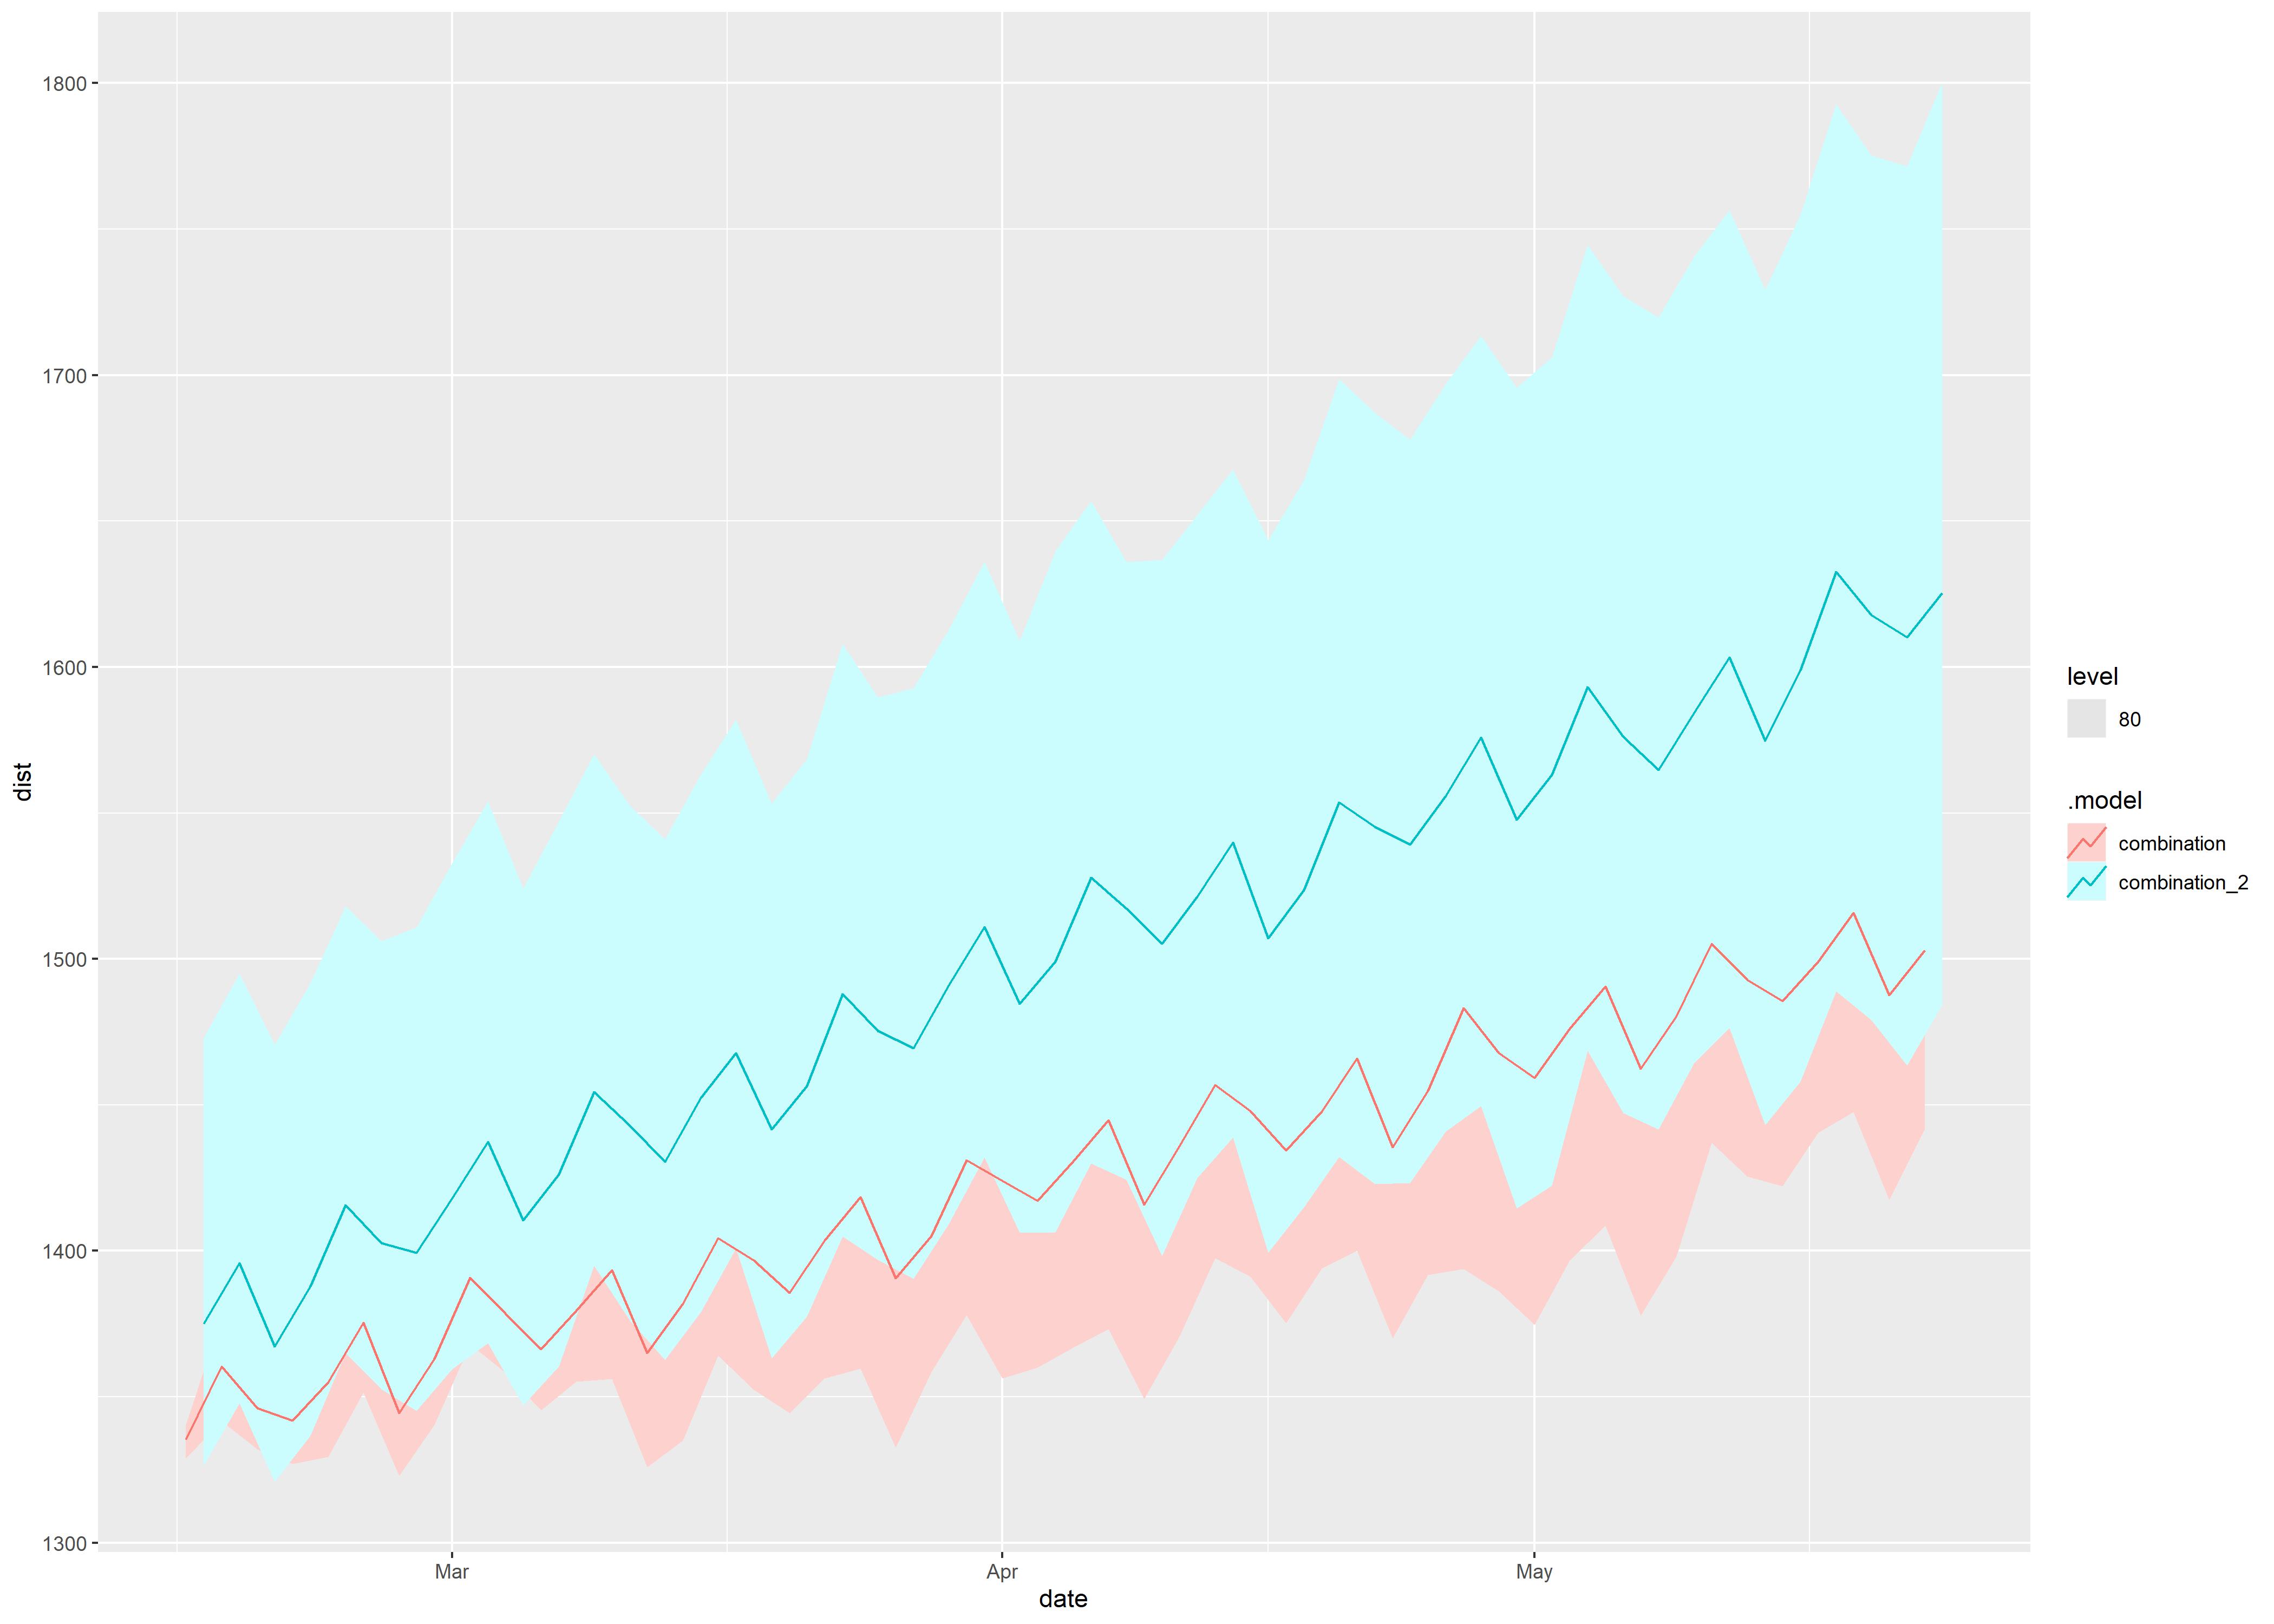 1800
1700
1600
1500
1400
1300
dist
Mar
Apr
May
date
level
80
.model
combination
combination_2